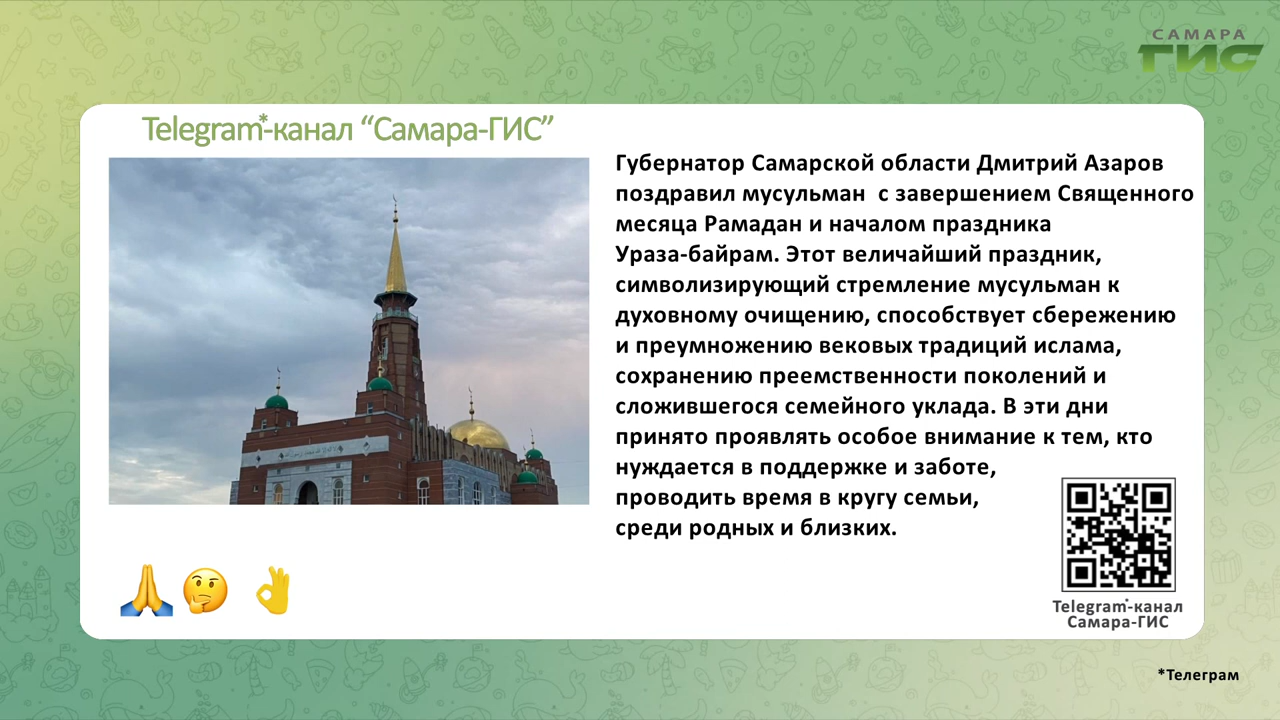 САМАРА
ГИС
Telegram*-канал “Самара-ГИС”
Губернатор Самарской области Дмитрий Азаров
поздравил мусульман  с завершением Священного
месяца Рамадан и началом праздника
Ураза-байрам. Этот величайший праздник,
символизирующий стремление мусульман к
духовному очищению, способствует сбережению
и преумножению вековых традиций ислама,
сохранению преемственности поколений и
сложившегося семейного уклада. В эти дни
принято проявлять особое внимание к тем, кто
нуждается в поддержке и заботе,
проводить время в кругу семьи,
среди родных и близких.
Telegram*-канал
Самара-ГИС
*Телеграм